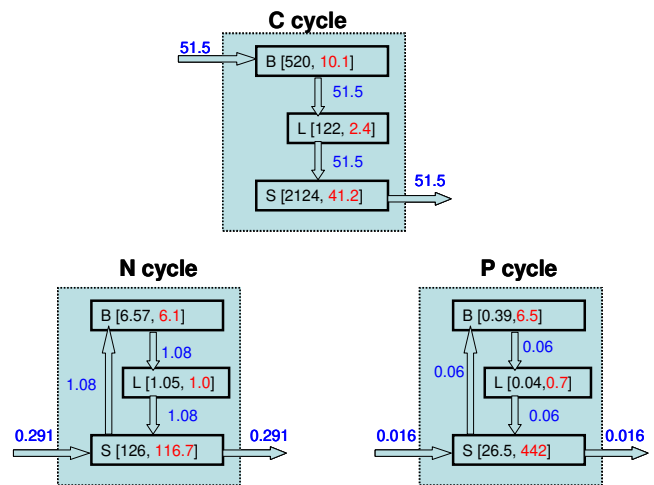 C cycle
51.5
B [520, 10.1]
51.5
L [122, 2.4]
51.5
S [2124, 41.2]
51.5
N cycle
B [6.57, 6.1]
1.08
1.08
L [1.05, 1.0]
1.08
0.291
S [126, 116.7]
0.291
P cycle
B [0.39,6.5]
0.06
0.06
L [0.04,0.7]
0.06
0.016
S [26.5, 442]
0.016